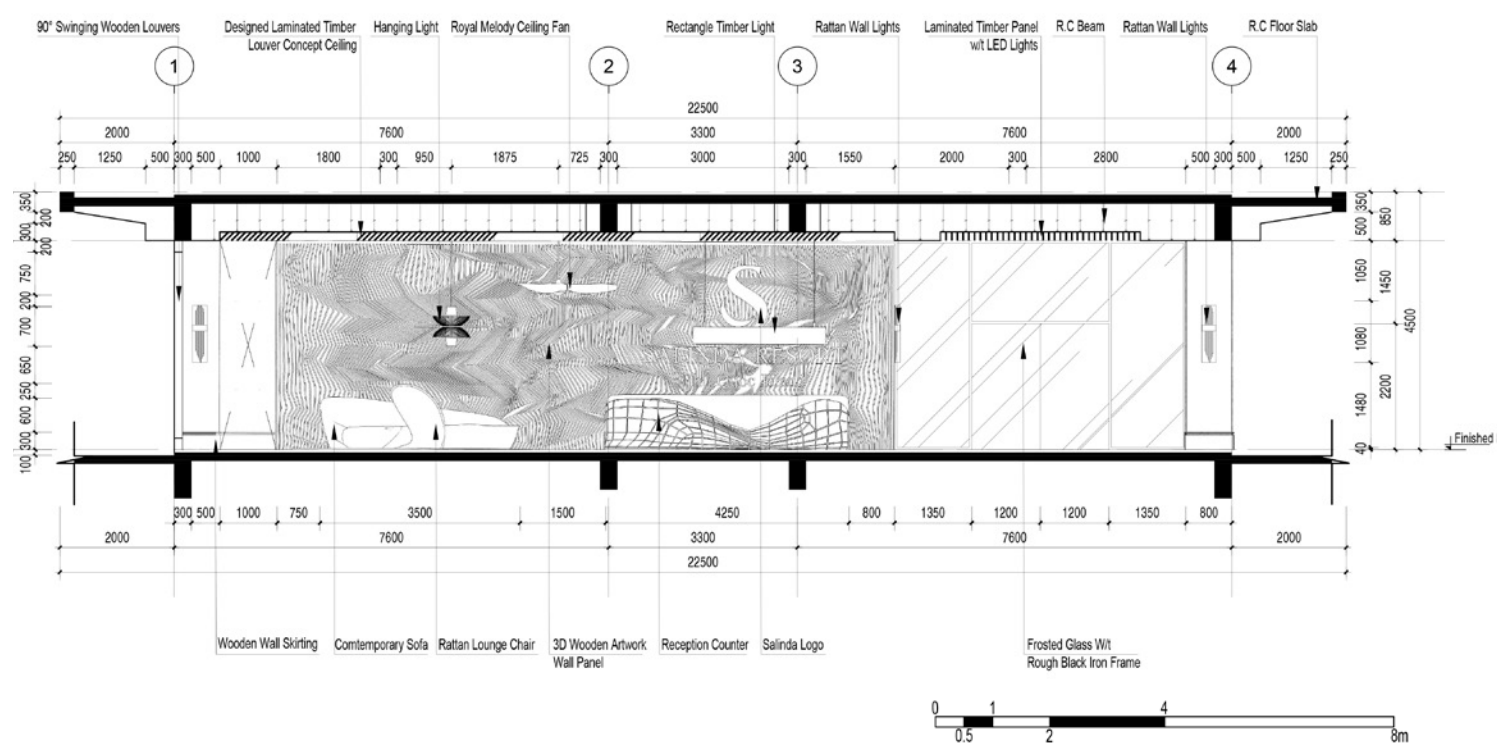 90° Swinging Wooden Louvers
Designed Laminated Timber
Louver Concept Ceiling
Hanging Light
Royal Melody Ceiling Fan
Rectangle Timber Light
Rattan Wall Lights
Laminated Timber Panel
w/t LED Lights
R.C Beam
Rattan Wall Lights
R.C Floor Slab
1
2
3
4
22500
2000 7600 3300 7600 2000
250 1250 500 300 500 1000 1800 300 950 1875 725 300 3000 300 1550 2000 300 2800 500 300 500 1250 250
350
200
300
200
750
200
700
650
250
600
300
100
S
350
500
1050
1080
1480
40
850
1450
2200
4500
Finished
300 500 1000 750 3500 1500 4250 800 1350 1200 1200 1350 800
2000 7600 3300 7600 2000
22500
Wooden Wall Skirting
Comtemporary Sofa
Rattan Lounge Chair
3D Wooden Artwork
Wall Panel
Reception Counter
Salinda Logo
Frosted Glass W/t
Rough Black Iron Frame
0 1 4
0.5 2 8m